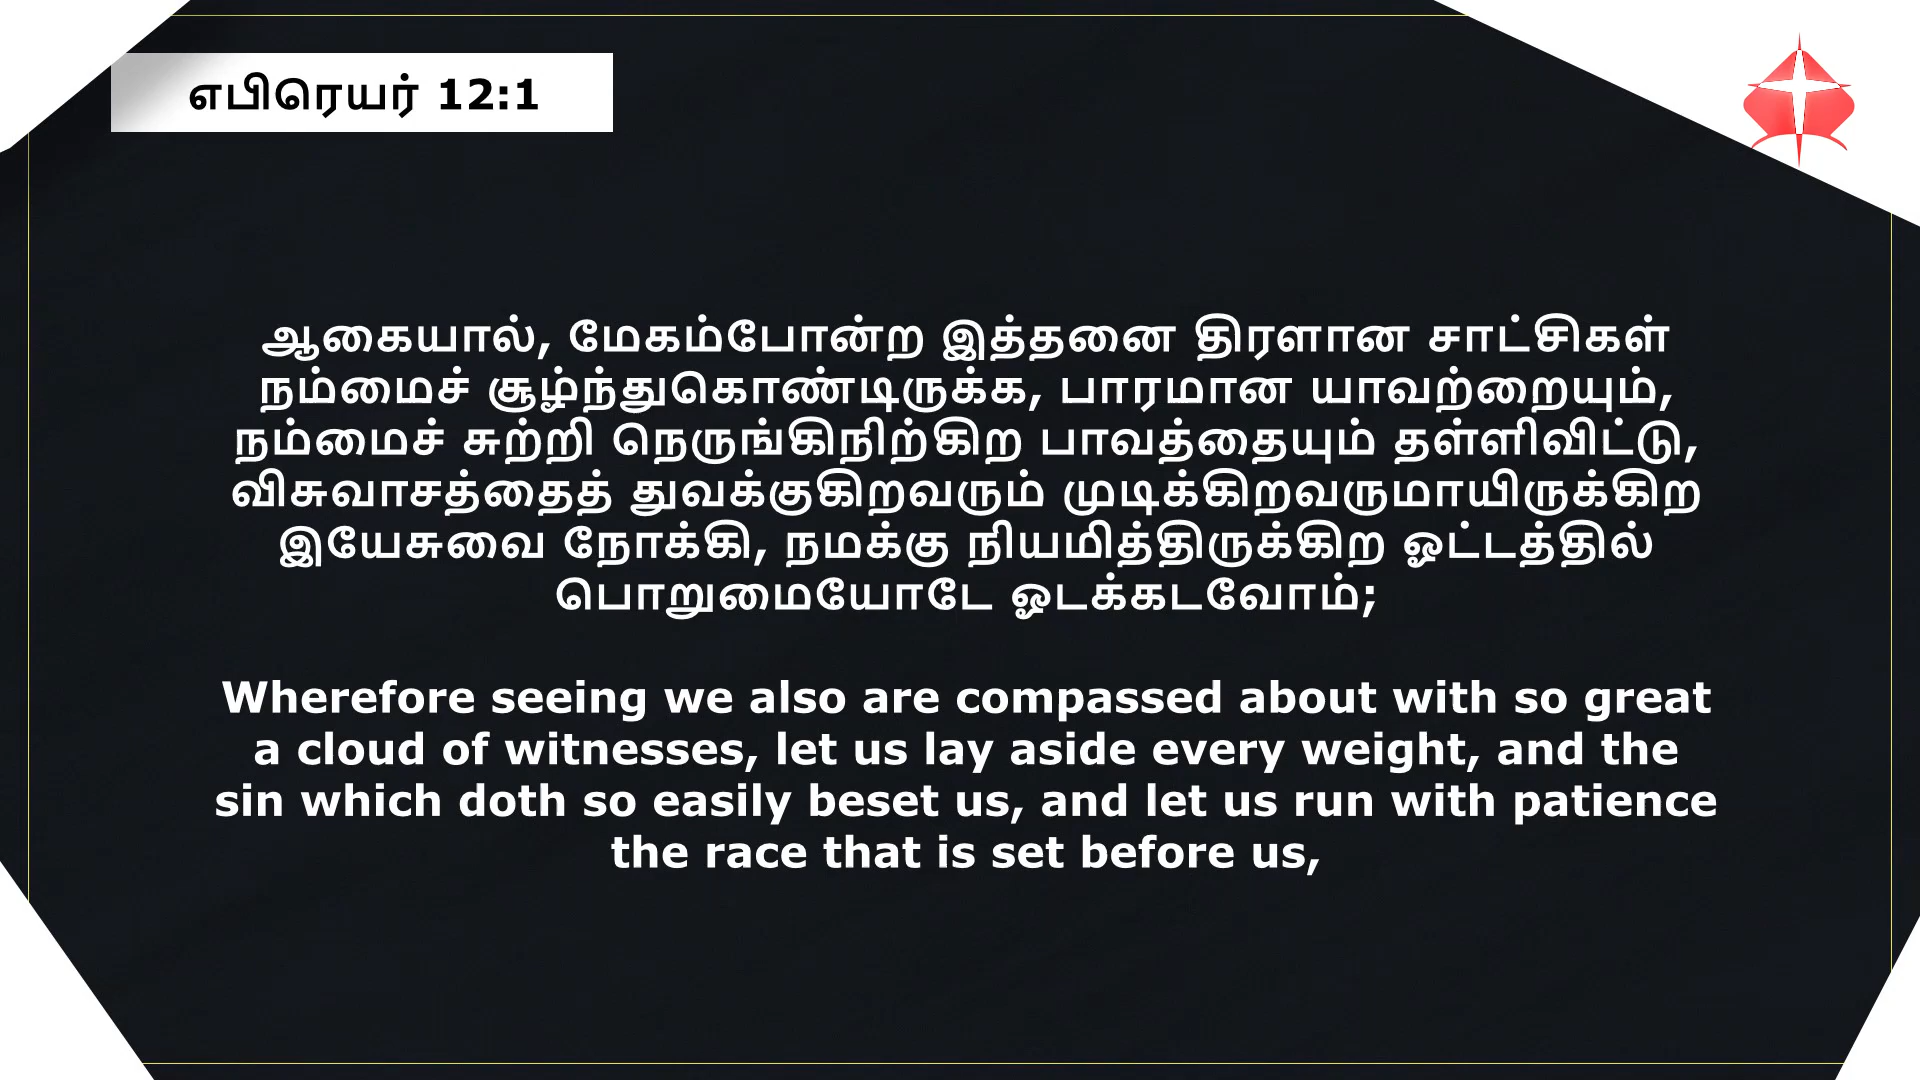 எபிரெயர் 12:1
ஆகையால், மேகம்போன்ற இத்தனை திரளான சாட்சிகள்
நம்மைச் சூழ்ந்துகொண்டிருக்க, பாரமான யாவற்றையும்,
நம்மைச் சுற்றி நெருங்கிநிற்கிற பாவத்தையும் தள்ளிவிட்டு,
விசுவாசத்தைத் துவக்குகிறவரும் முடிக்கிறவருமாயிருக்கிற
இயேசுவை நோக்கி, நமக்கு நியமித்திருக்கிற ஓட்டத்தில்
பொறுமையோடே ஓடக்கடவோம்;
Wherefore seeing we also are compassed about with so great
a cloud of witnesses, let us lay aside every weight, and the
sin which doth so easily beset us, and let us run with patience
the race that is set before us,